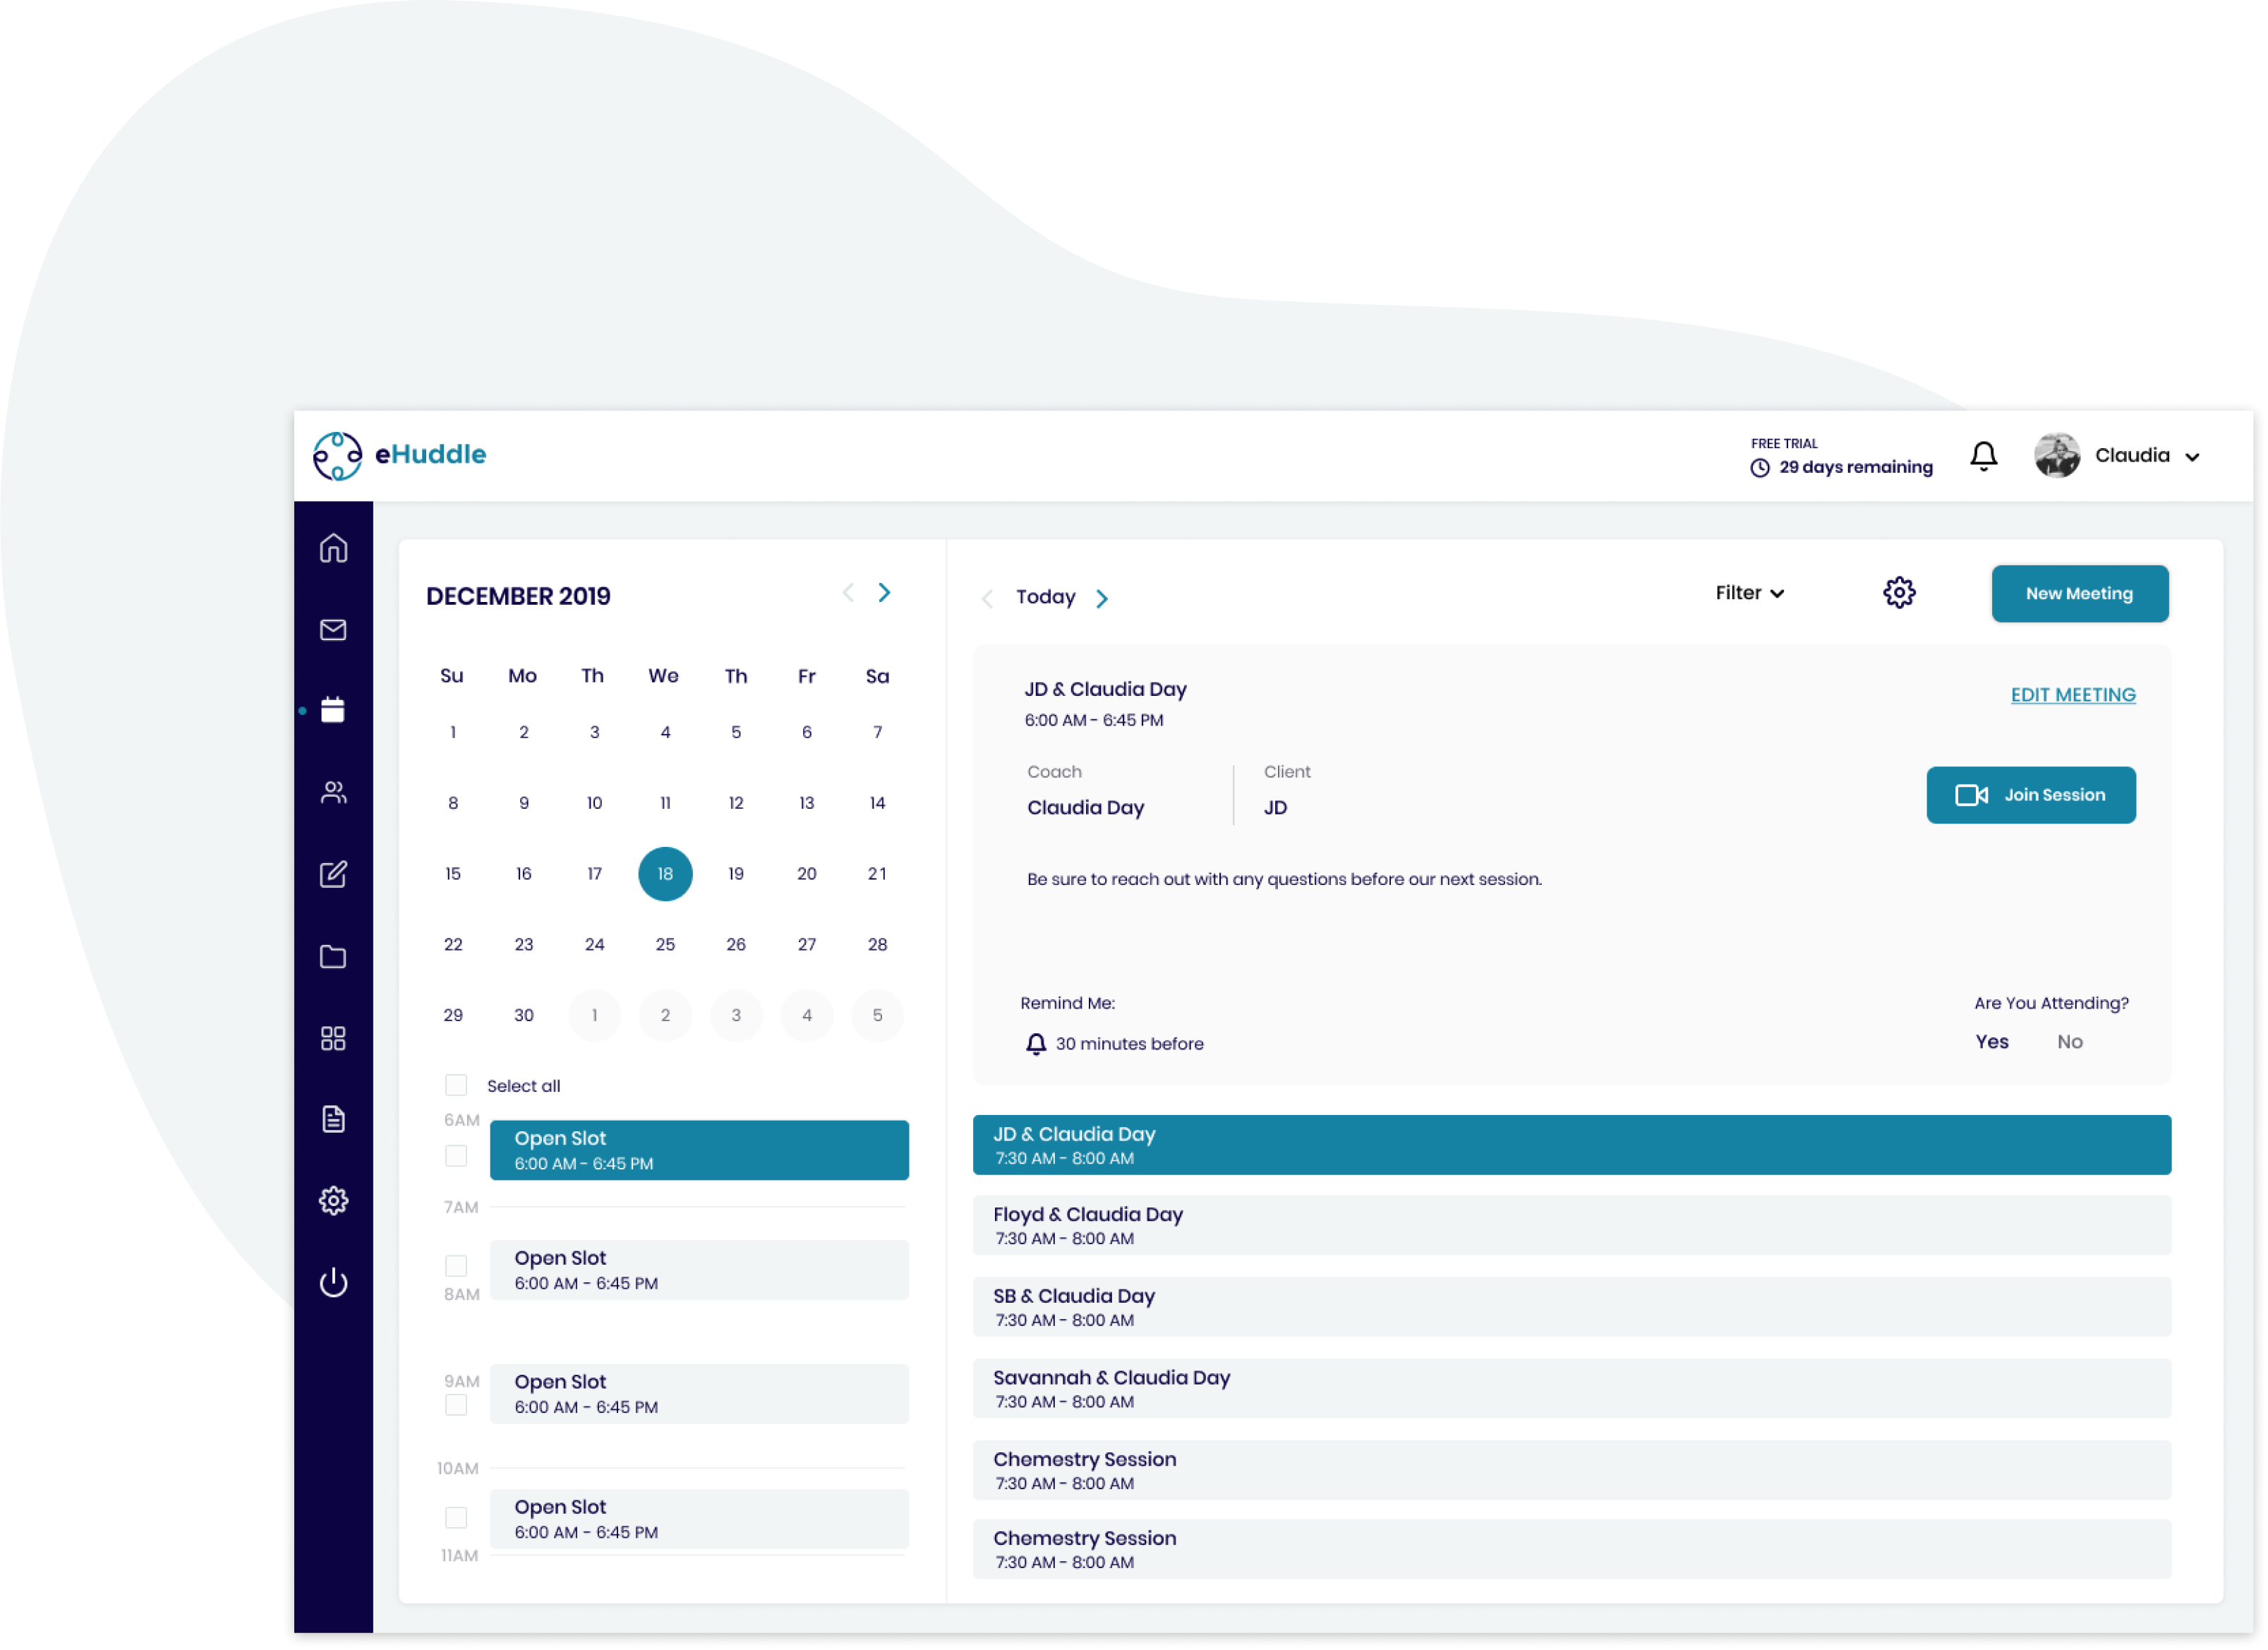 eHuddle
FREE TRIAL
29 days remaining
Claudia
DECEMBER 2019
Su Mo Th We Th Fr Sa
1 2 3 4 5 6 7
8 9 10 11 12 13 14
15 16 17 18 19 20 21
22 23 24 25 26 27 28
29 30 1 2 3 4 5
Select all
6AM
Open Slot
6:00 AM - 6:45 PM
7AM
Open Slot
6:00 AM - 6:45 PM
8AM
9AM
Open Slot
6:00 AM - 6:45 PM
10AM
Open Slot
6:00 AM - 6:45 PM
11AM
Today
Filter
New Meeting
JD & Claudia Day
6:00 AM - 6:45 PM
EDIT MEETING
Coach
Claudia Day
Client
JD
Join Session
Be sure to reach out with any questions before our next session.
Remind Me:
30 minutes before
Are You Attending?
Yes No
JD & Claudia Day
7:30 AM - 8:00 AM
Floyd & Claudia Day
7:30 AM - 8:00 AM
SB & Claudia Day
7:30 AM - 8:00 AM
Savannah & Claudia Day
7:30 AM - 8:00 AM
Chemestry Session
7:30 AM - 8:00 AM
Chemestry Session
7:30 AM - 8:00 AM